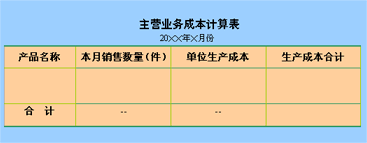 主营业务成本计算表
20××年×月份
产品名称 本月销售数量（件） 单位生产成本 生产成本合计
合 计 -- --